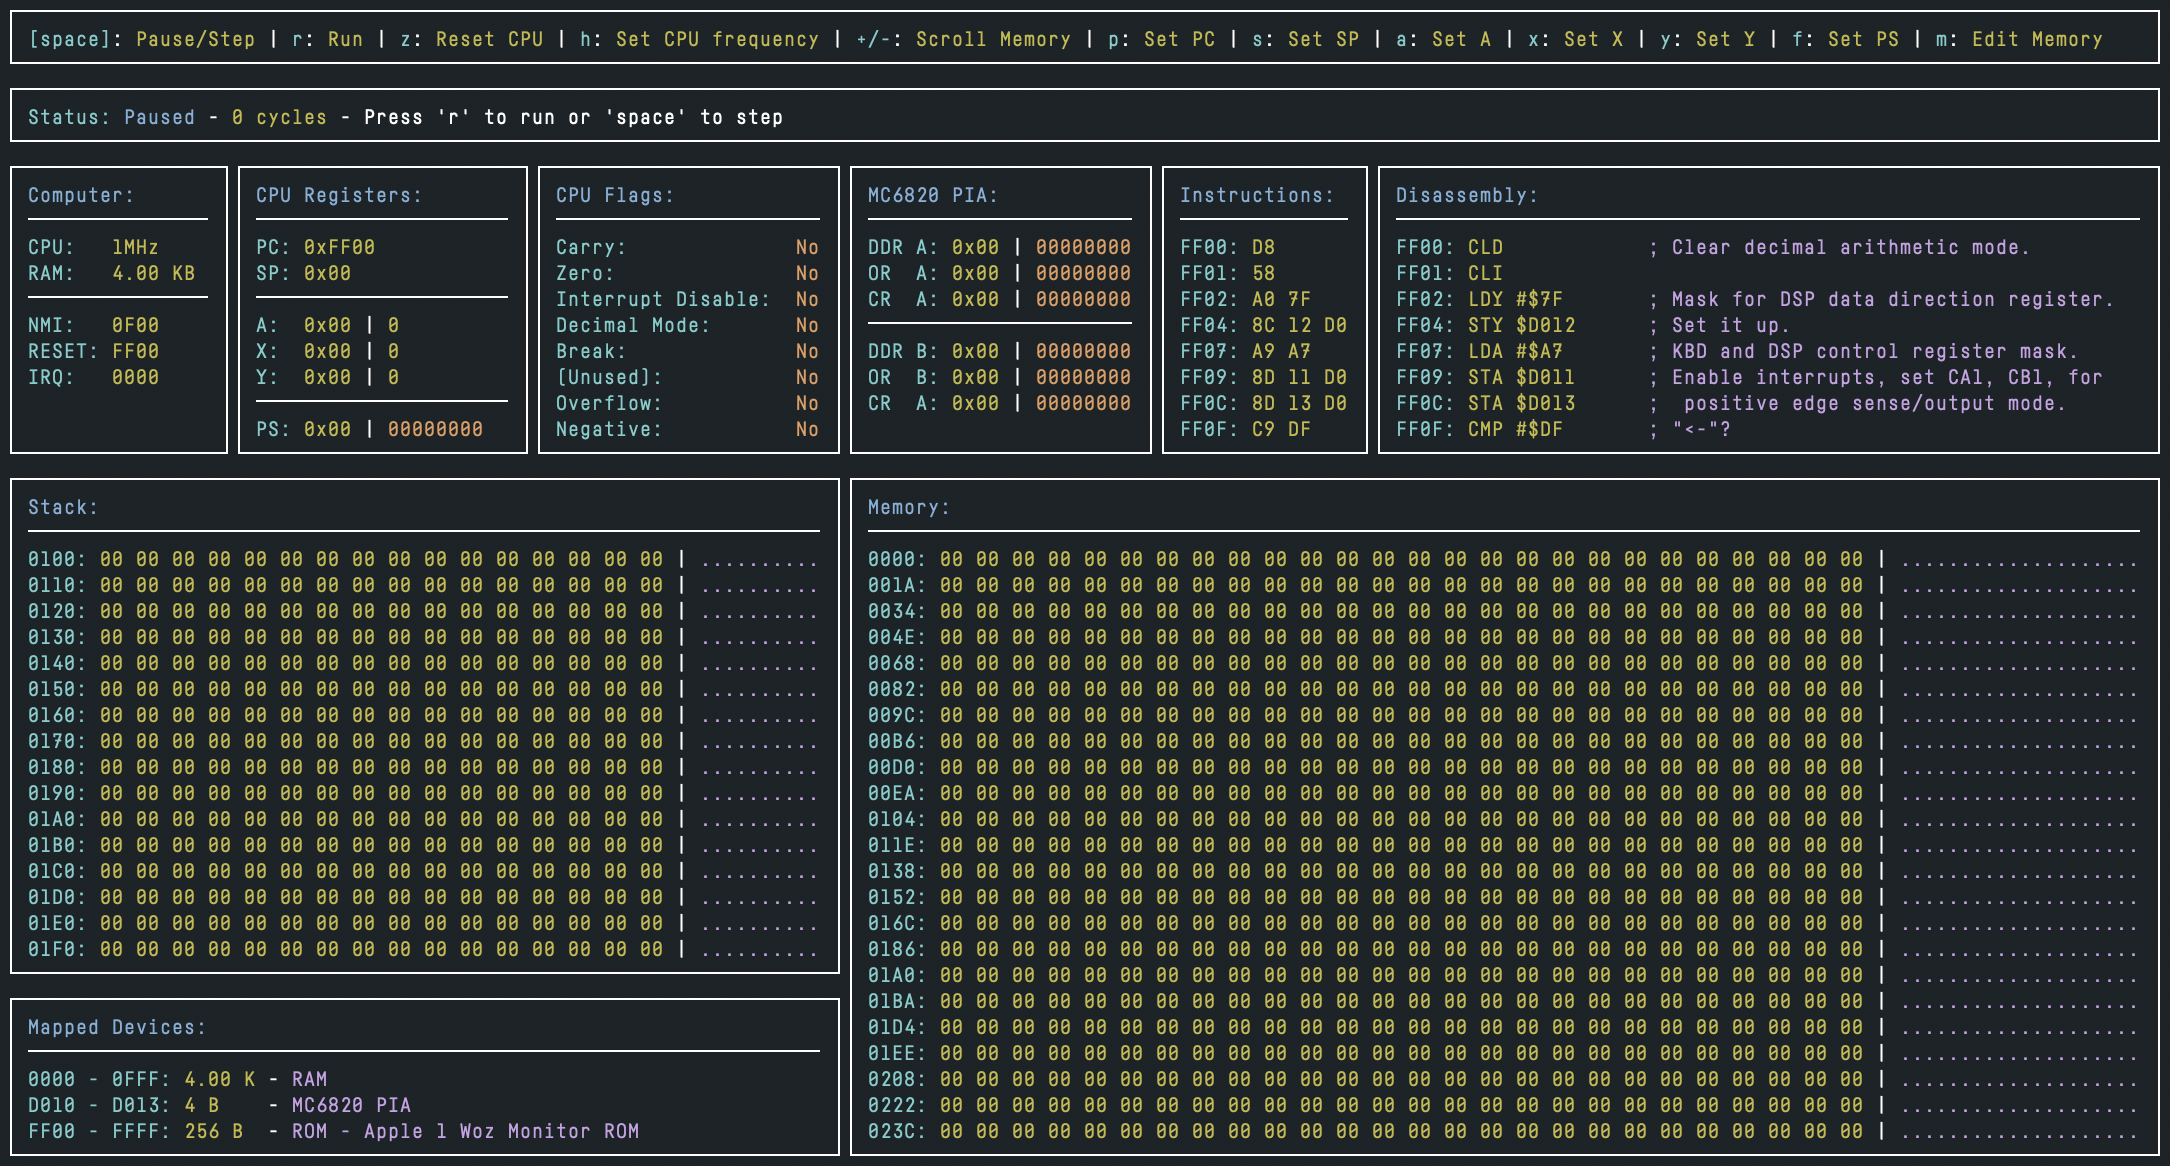 [space]: Pause/Step | r: Run | z: Reset CPU | h: Set CPU frequency | +/-: Scroll Memory | p: Set PC | s: Set SP | a: Set A | x: Set X | y: Set Y | f: Set PS | m: Edit Memory
Status: Paused - 0 cycles - Press 'r' to run or 'space' to step
Computer:
CPU: 1MHz
RAM: 4.00 KB
NMI: 0F00
RESET: FF00
IRQ: 0000
CPU Registers:
PC: 0xFF00
SP: 0x00
A: 0x00 | 0
X: 0x00 | 0
Y: 0x00 | 0
PS: 0x00 | 00000000
CPU Flags:
Carry: No
Zero: No
Interrupt Disable: No
Decimal Mode: No
Break: No
[Unused]: No
Overflow: No
Negative: No
MC6820 PIA:
DDR A: 0x00 | 00000000
OR  A: 0x00 | 00000000
CR  A: 0x00 | 00000000
DDR B: 0x00 | 00000000
OR  B: 0x00 | 00000000
CR  A: 0x00 | 00000000
Instructions:
FF00: D8
FF01: 58
FF02: A0 7F
FF04: 8C 12 D0
FF07: A9 A7
FF09: 8D 11 D0
FF0C: 8D 13 D0
FF0F: C9 DF
Disassembly:
FF00: CLD ; Clear decimal arithmetic mode.
FF01: CLI
FF02: LDY #$7F ; Mask for DSP data direction register.
FF04: STY $D012 ; Set it up.
FF07: LDA #$A7 ; KBD and DSP control register mask.
FF09: STA $D011 ; Enable interrupts, set CA1, CB1, for
FF0C: STA $D013 ;  positive edge sense/output mode.
FF0F: CMP #$DF ; "<-"?
Stack:
0100: 00 00 00 00 00 00 00 00 00 00 00 00 00 00 00 00 | ..........
0110: 00 00 00 00 00 00 00 00 00 00 00 00 00 00 00 00 | ..........
0120: 00 00 00 00 00 00 00 00 00 00 00 00 00 00 00 00 | ..........
0130: 00 00 00 00 00 00 00 00 00 00 00 00 00 00 00 00 | ..........
0140: 00 00 00 00 00 00 00 00 00 00 00 00 00 00 00 00 | ..........
0150: 00 00 00 00 00 00 00 00 00 00 00 00 00 00 00 00 | ..........
0160: 00 00 00 00 00 00 00 00 00 00 00 00 00 00 00 00 | ..........
0170: 00 00 00 00 00 00 00 00 00 00 00 00 00 00 00 00 | ..........
0180: 00 00 00 00 00 00 00 00 00 00 00 00 00 00 00 00 | ..........
0190: 00 00 00 00 00 00 00 00 00 00 00 00 00 00 00 00 | ..........
01A0: 00 00 00 00 00 00 00 00 00 00 00 00 00 00 00 00 | ..........
01B0: 00 00 00 00 00 00 00 00 00 00 00 00 00 00 00 00 | ..........
01C0: 00 00 00 00 00 00 00 00 00 00 00 00 00 00 00 00 | ..........
01D0: 00 00 00 00 00 00 00 00 00 00 00 00 00 00 00 00 | ..........
01E0: 00 00 00 00 00 00 00 00 00 00 00 00 00 00 00 00 | ..........
01F0: 00 00 00 00 00 00 00 00 00 00 00 00 00 00 00 00 | ..........
Mapped Devices:
0000 - 0FFF: 4.00 K - RAM
D010 - D013: 4 B    - MC6820 PIA
FF00 - FFFF: 256 B  - ROM - Apple 1 Woz Monitor ROM
Memory:
0000: 00 00 00 00 00 00 00 00 00 00 00 00 00 00 00 00 00 00 00 00 00 00 00 00 00 00 | ....................
001A: 00 00 00 00 00 00 00 00 00 00 00 00 00 00 00 00 00 00 00 00 00 00 00 00 00 00 | ....................
0034: 00 00 00 00 00 00 00 00 00 00 00 00 00 00 00 00 00 00 00 00 00 00 00 00 00 00 | ....................
004E: 00 00 00 00 00 00 00 00 00 00 00 00 00 00 00 00 00 00 00 00 00 00 00 00 00 00 | ....................
0068: 00 00 00 00 00 00 00 00 00 00 00 00 00 00 00 00 00 00 00 00 00 00 00 00 00 00 | ....................
0082: 00 00 00 00 00 00 00 00 00 00 00 00 00 00 00 00 00 00 00 00 00 00 00 00 00 00 | ....................
009C: 00 00 00 00 00 00 00 00 00 00 00 00 00 00 00 00 00 00 00 00 00 00 00 00 00 00 | ....................
00B6: 00 00 00 00 00 00 00 00 00 00 00 00 00 00 00 00 00 00 00 00 00 00 00 00 00 00 | ....................
00D0: 00 00 00 00 00 00 00 00 00 00 00 00 00 00 00 00 00 00 00 00 00 00 00 00 00 00 | ....................
00EA: 00 00 00 00 00 00 00 00 00 00 00 00 00 00 00 00 00 00 00 00 00 00 00 00 00 00 | ....................
0104: 00 00 00 00 00 00 00 00 00 00 00 00 00 00 00 00 00 00 00 00 00 00 00 00 00 00 | ....................
011E: 00 00 00 00 00 00 00 00 00 00 00 00 00 00 00 00 00 00 00 00 00 00 00 00 00 00 | ....................
0138: 00 00 00 00 00 00 00 00 00 00 00 00 00 00 00 00 00 00 00 00 00 00 00 00 00 00 | ....................
0152: 00 00 00 00 00 00 00 00 00 00 00 00 00 00 00 00 00 00 00 00 00 00 00 00 00 00 | ....................
016C: 00 00 00 00 00 00 00 00 00 00 00 00 00 00 00 00 00 00 00 00 00 00 00 00 00 00 | ....................
0186: 00 00 00 00 00 00 00 00 00 00 00 00 00 00 00 00 00 00 00 00 00 00 00 00 00 00 | ....................
01A0: 00 00 00 00 00 00 00 00 00 00 00 00 00 00 00 00 00 00 00 00 00 00 00 00 00 00 | ....................
01BA: 00 00 00 00 00 00 00 00 00 00 00 00 00 00 00 00 00 00 00 00 00 00 00 00 00 00 | ....................
01D4: 00 00 00 00 00 00 00 00 00 00 00 00 00 00 00 00 00 00 00 00 00 00 00 00 00 00 | ....................
01EE: 00 00 00 00 00 00 00 00 00 00 00 00 00 00 00 00 00 00 00 00 00 00 00 00 00 00 | ....................
0208: 00 00 00 00 00 00 00 00 00 00 00 00 00 00 00 00 00 00 00 00 00 00 00 00 00 00 | ....................
0222: 00 00 00 00 00 00 00 00 00 00 00 00 00 00 00 00 00 00 00 00 00 00 00 00 00 00 | ....................
023C: 00 00 00 00 00 00 00 00 00 00 00 00 00 00 00 00 00 00 00 00 00 00 00 00 00 00 | ....................